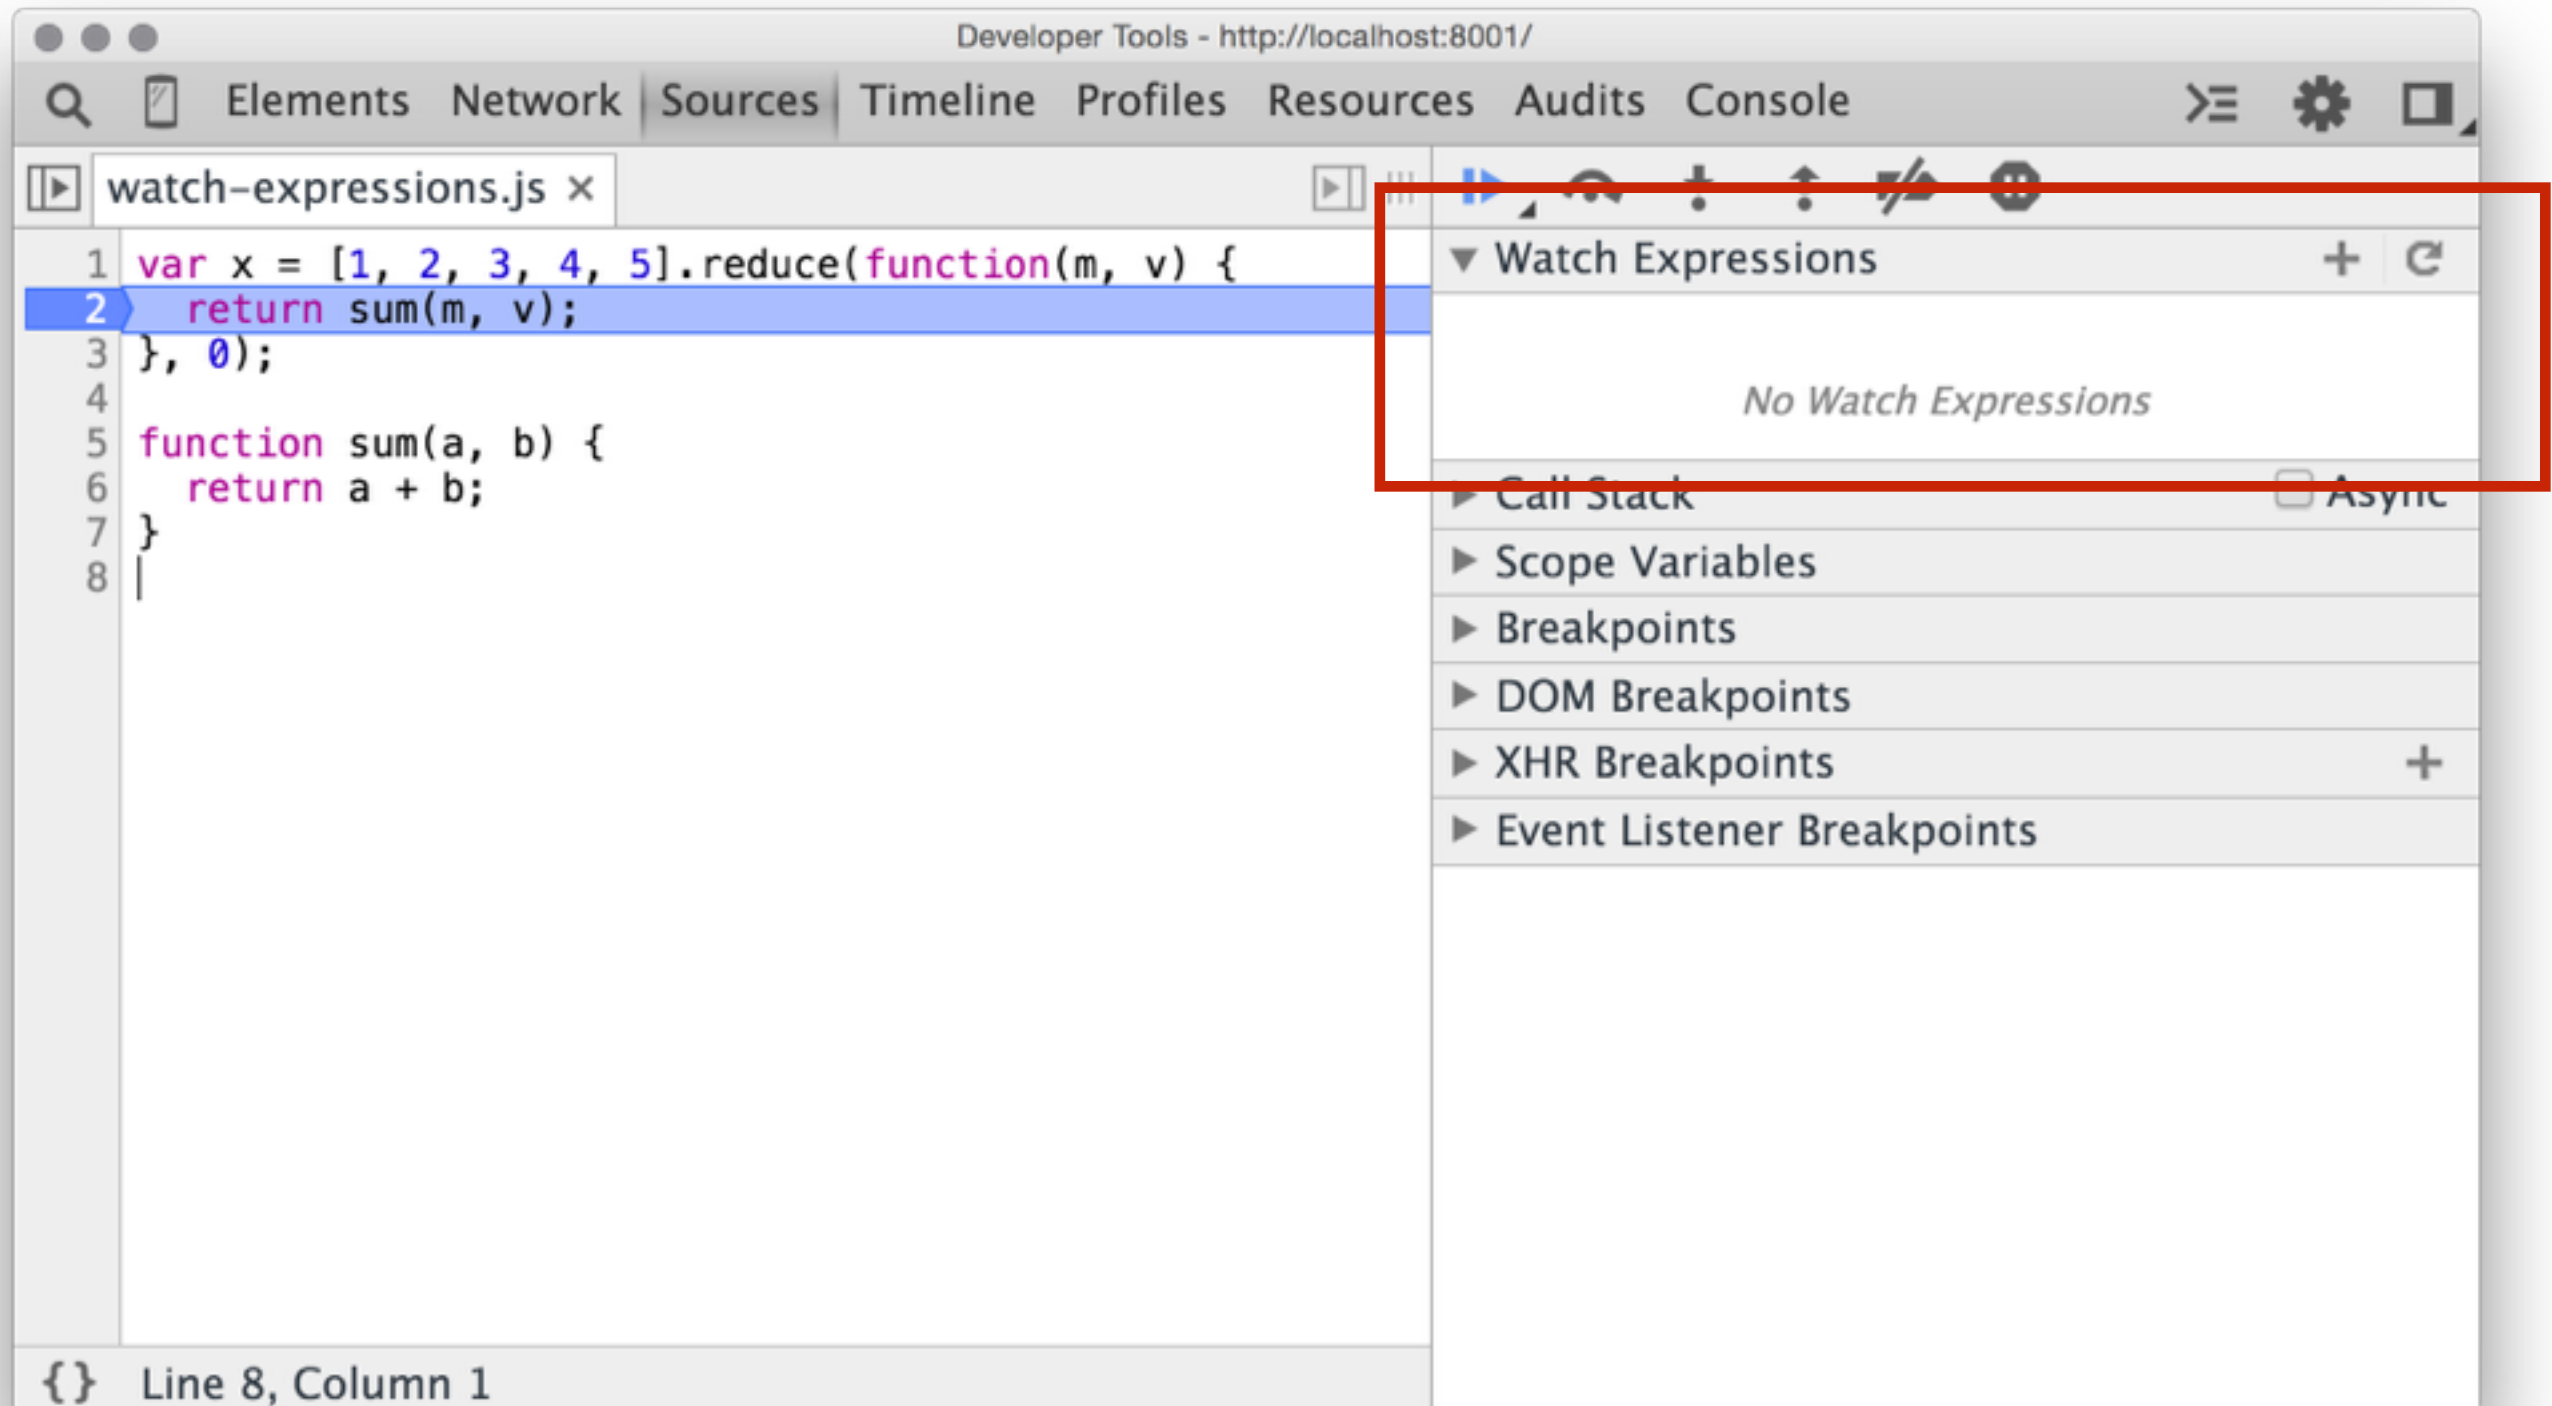 Developer Tools - http://localhost:8001/
Elements Network Sources Timeline Profiles Resources Audits Console
watch-expressions.js ×
1 var x = [1, 2, 3, 4, 5].reduce(function(m, v) {
2 return sum(m, v);
3 }, 0);
4
5 function sum(a, b) {
6 return a + b;
7 }
8
{} Line 8, Column 1
Watch Expressions
No Watch Expressions
Call Stack Async
Scope Variables
Breakpoints
DOM Breakpoints
XHR Breakpoints
Event Listener Breakpoints